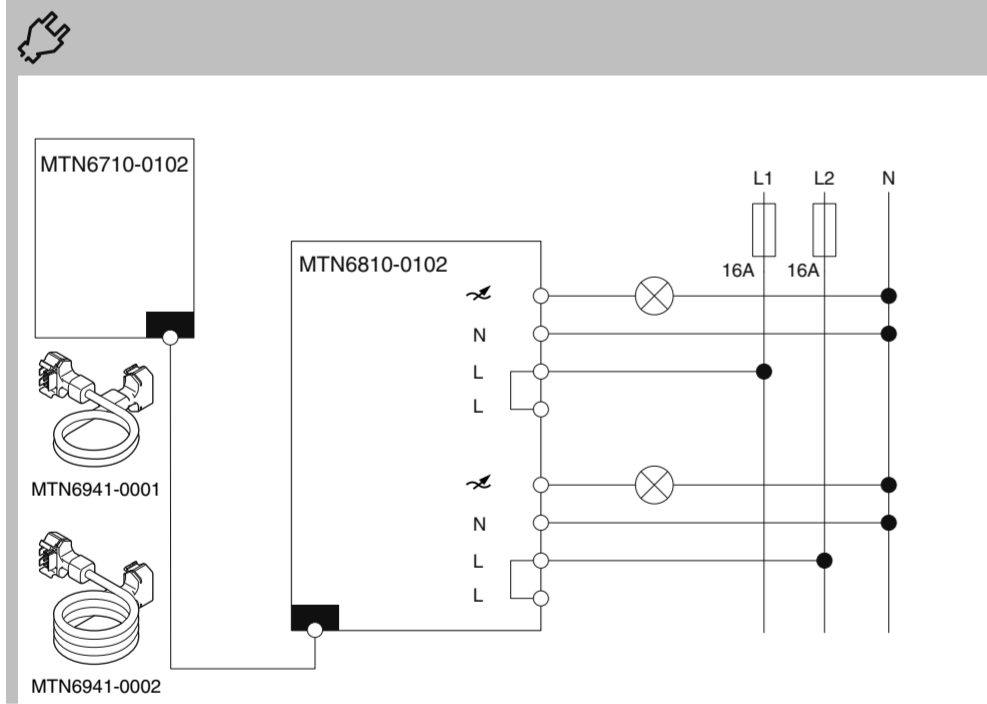 MTN6710-0102
L1 L2 N
MTN6810-0102
16A 16A
N
L
L
MTN6941-0001
N
L
L
MTN6941-0002